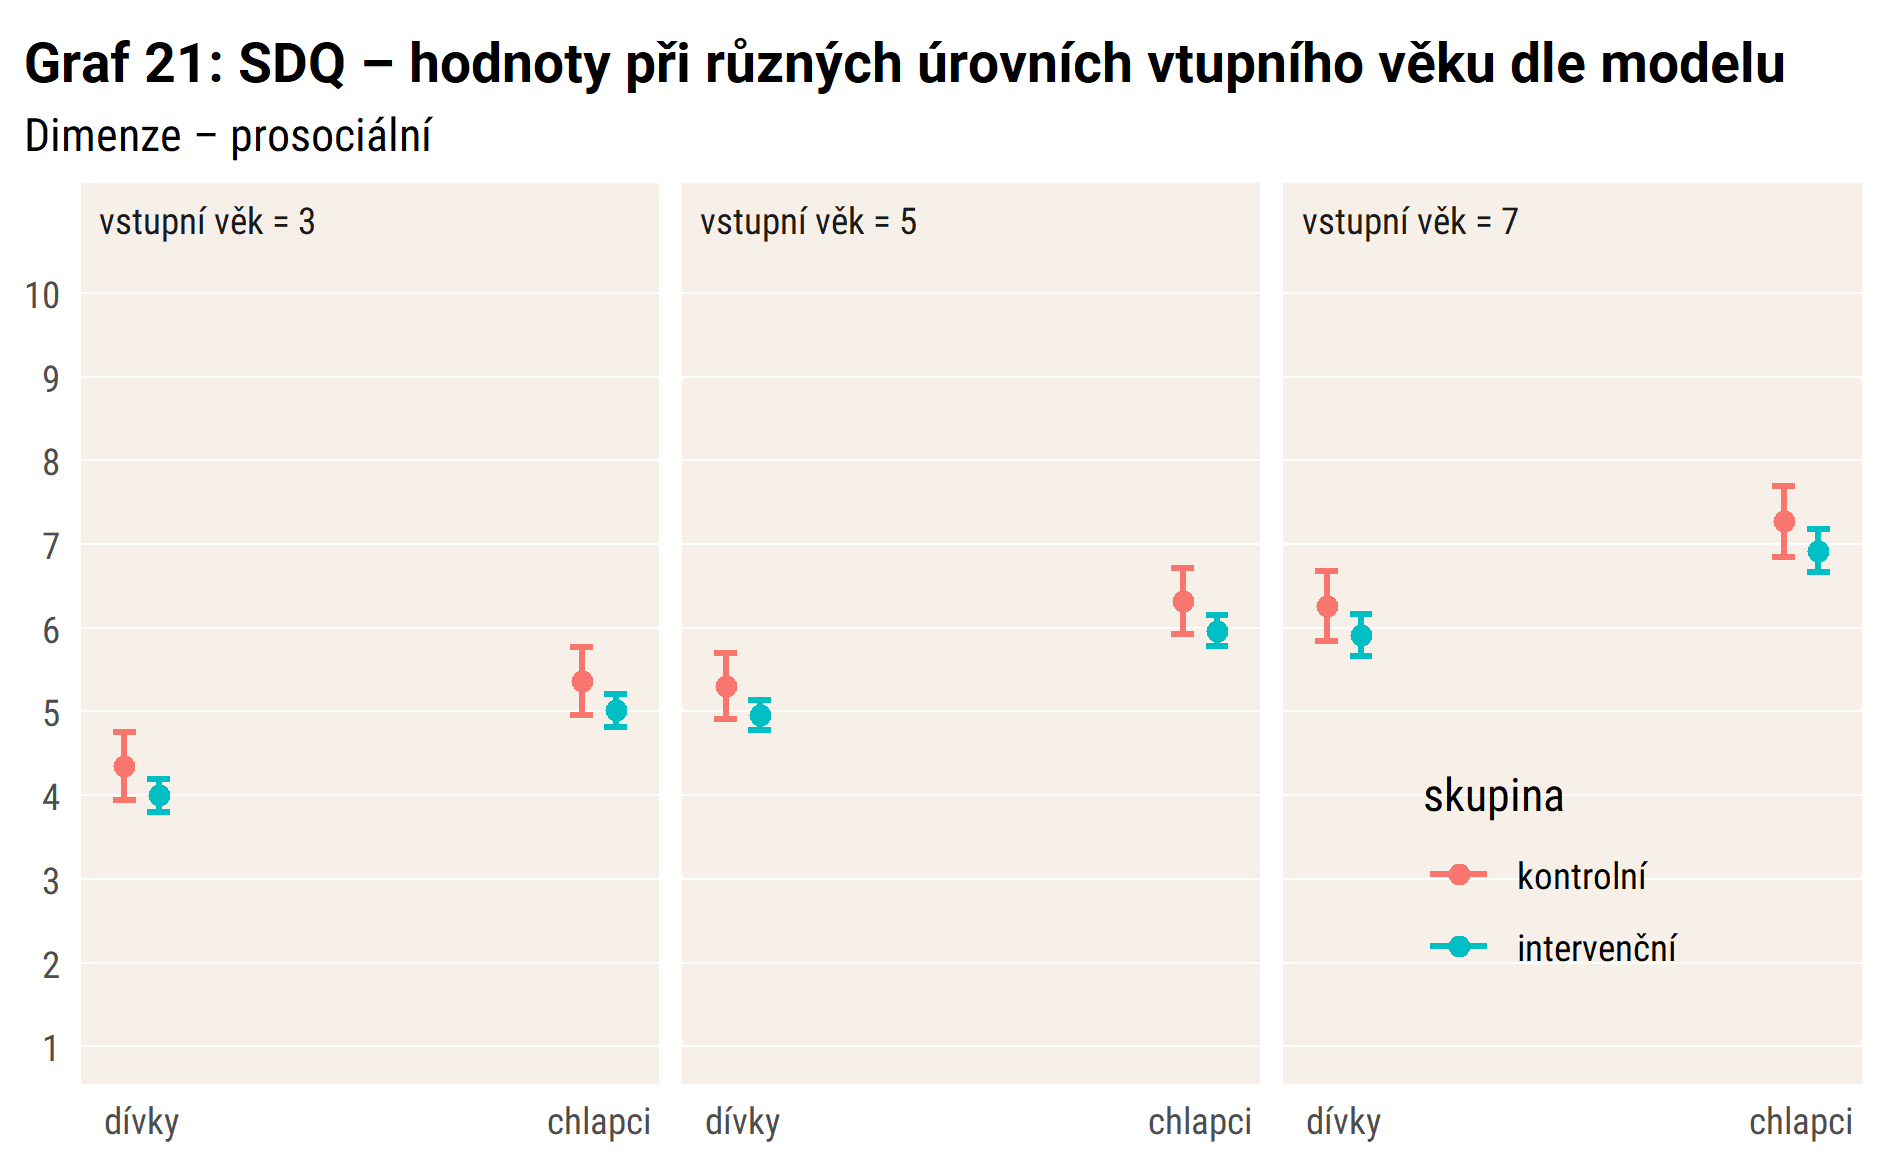 Graf 21: SDQ – hodnoty při různých úrovních vtupního věku dle modelu
Dimenze – prosociální
vstupní věk = 3
vstupní věk = 5
vstupní věk = 7
10
9
8
7
6
5
4
3
2
1
skupina
kontrolní
intervenční
dívky
chlapci
dívky
chlapci
dívky
chlapci